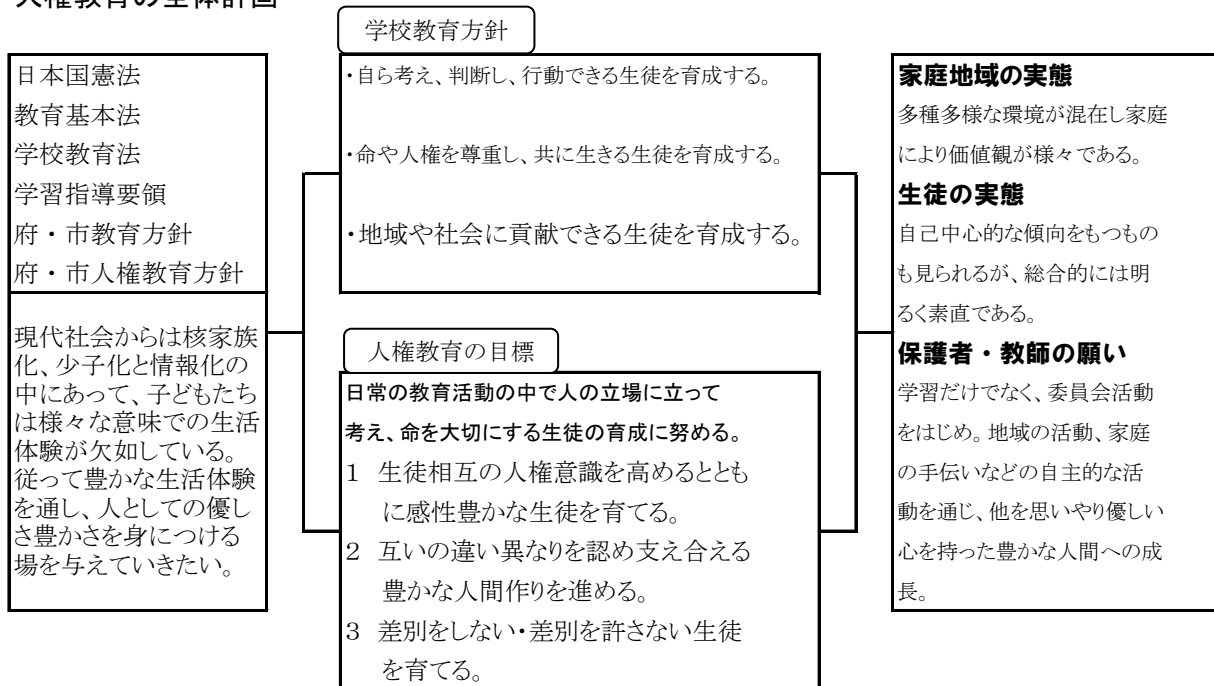 人権教育の全体計画
学校教育方針
日本国憲法
教育基本法
学校教育法
学習指導要領
府・市教育方針
府・市人権教育方針
現代社会からは核家族
化、少子化と情報化の
中にあって、子どもたち
は様々な意味での生活
体験が欠如している。
従って豊かな生活体験
を通し、人としての優し
さ豊かさを身につける
場を与えていきたい。
・自ら考え、判断し、行動できる生徒を育成する。
・命や人権を尊重し、共に生きる生徒を育成する。
・地域や社会に貢献できる生徒を育成する。
人権教育の目標
日常の教育活動の中で人の立場に立って
考え、命を大切にする生徒の育成に努める。
１ 生徒相互の人権意識を高めるととも
に感性豊かな生徒を育てる。
２ 互いの違い異なりを認め支え合える
豊かな人間作りを進める。
３ 差別をしない・差別を許さない生徒
を育てる。
家庭地域の実態
多種多様な環境が混在し家庭
により価値観が様々である。
生徒の実態
自己中心的な傾向をもつもの
も見られるが、総合的には明
るく素直である。
保護者・教師の願い
学習だけでなく、委員会活動
をはじめ。地域の活動、家庭
の手伝いなどの自主的な活
動を通じ、他を思いやり優しい
心を持った豊かな人間への成
長。